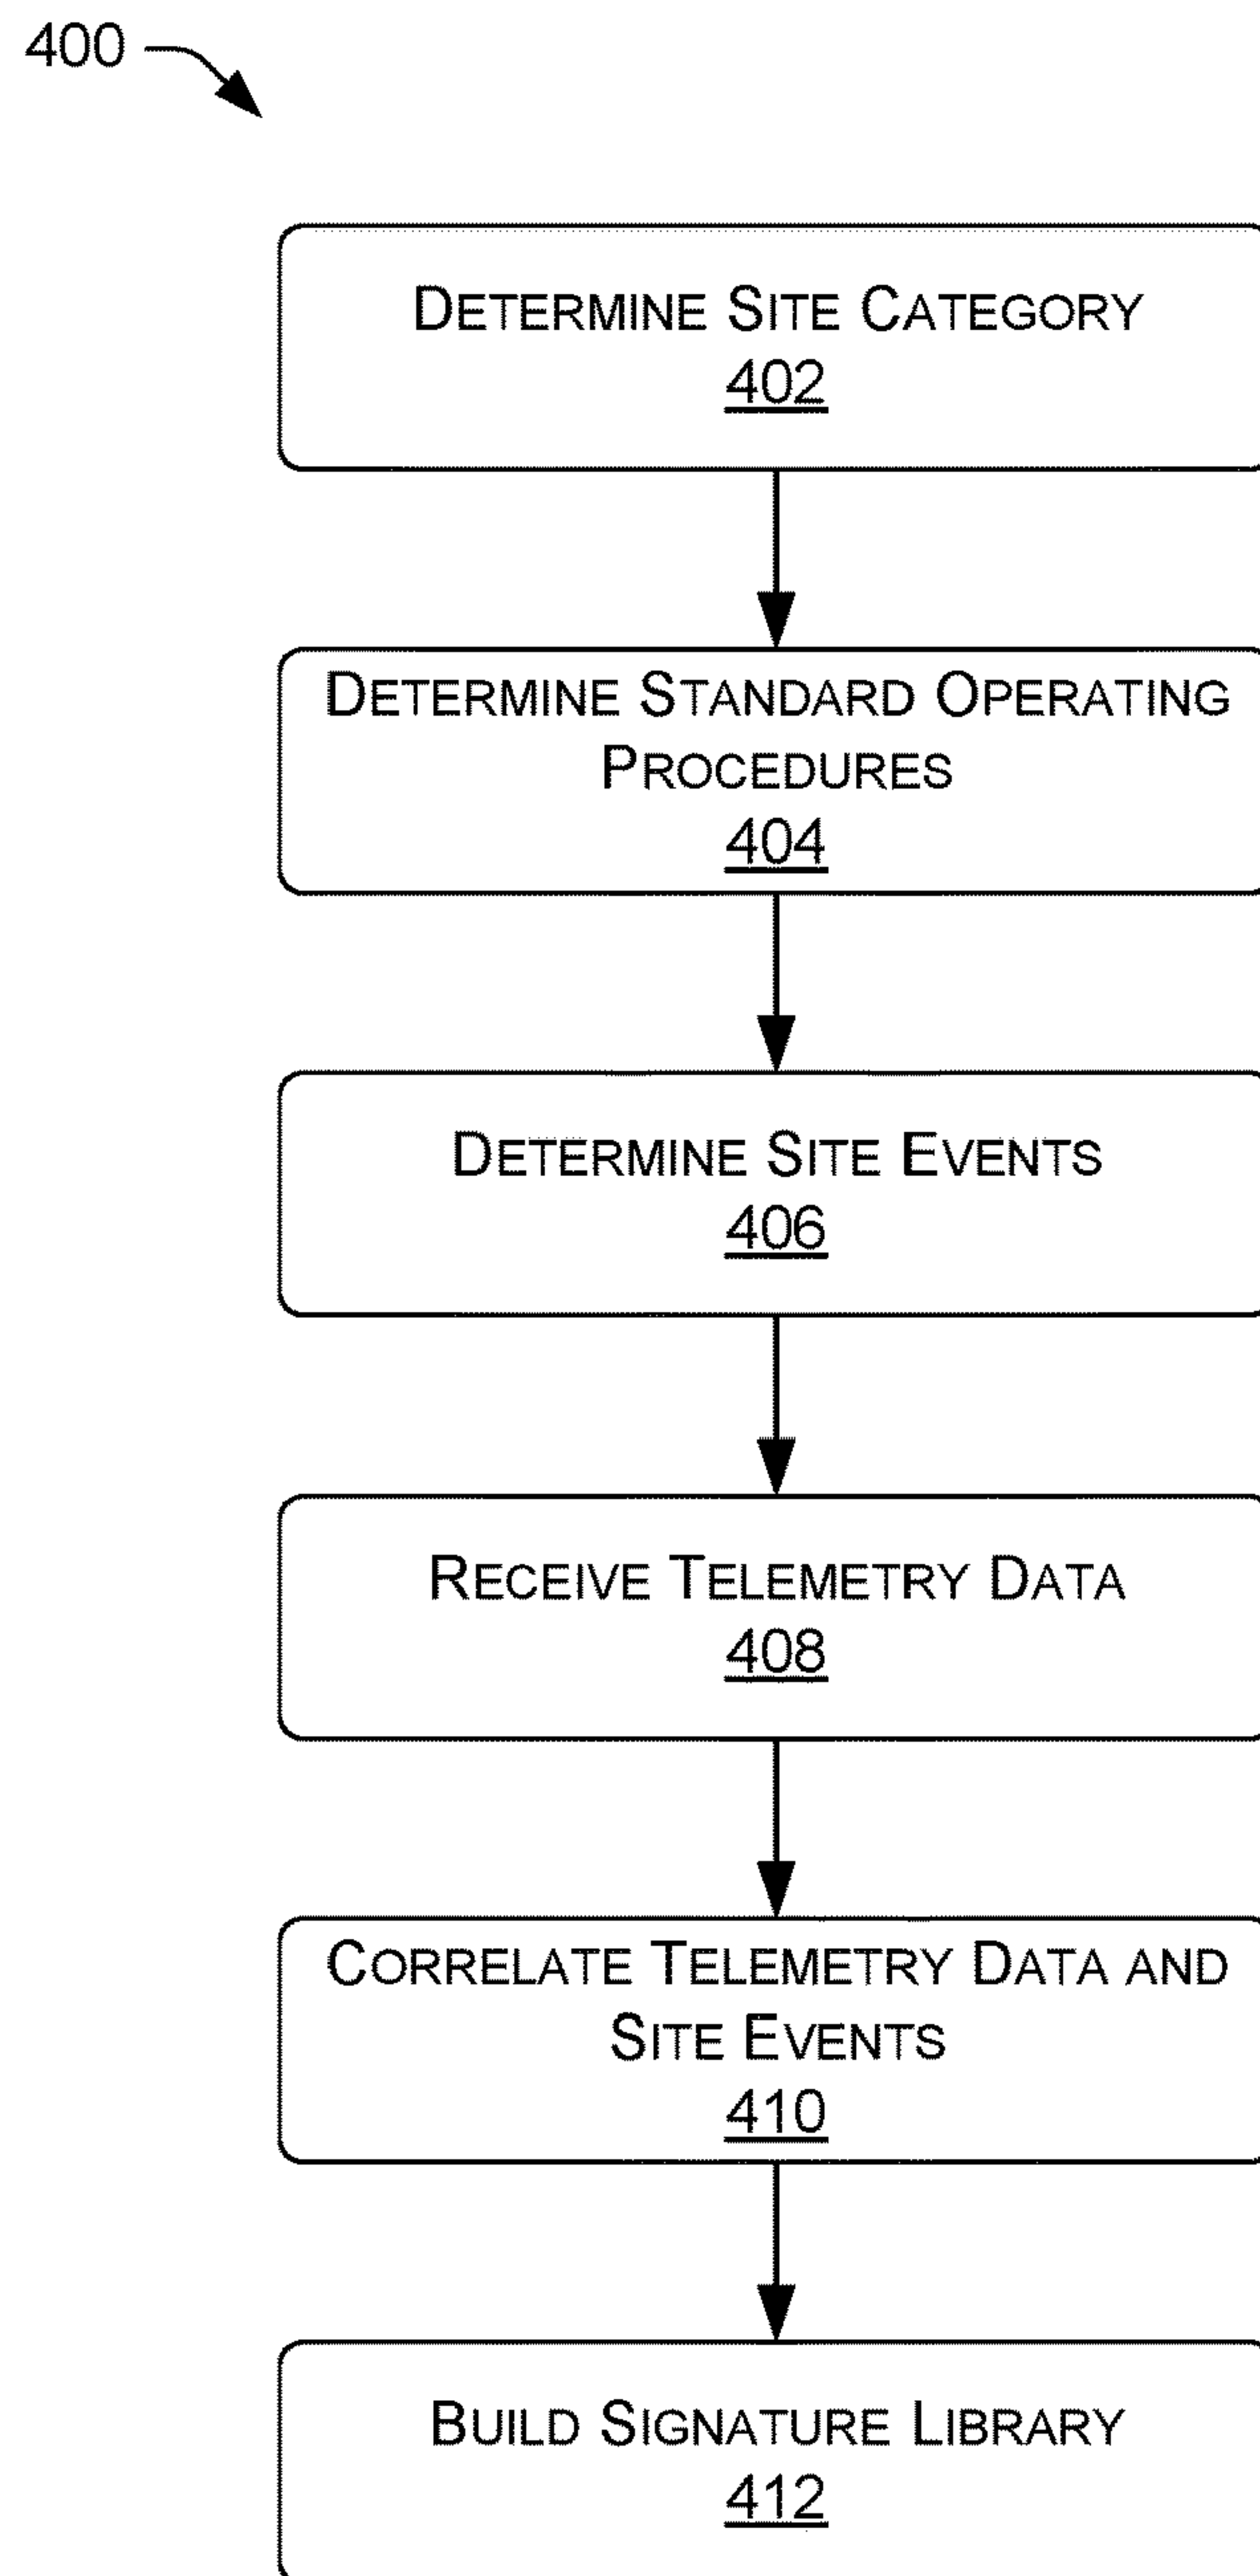 400
DETERMINE SITE CATEGORY
402
DETERMINE STANDARD OPERATING
PROCEDURES
404
DETERMINE SITE EVENTS
406
RECEIVE TELEMETRY DATA
408
CORRELATE TELEMETRY DATA AND
SITE EVENTS
410
BUILD SIGNATURE LIBRARY
412